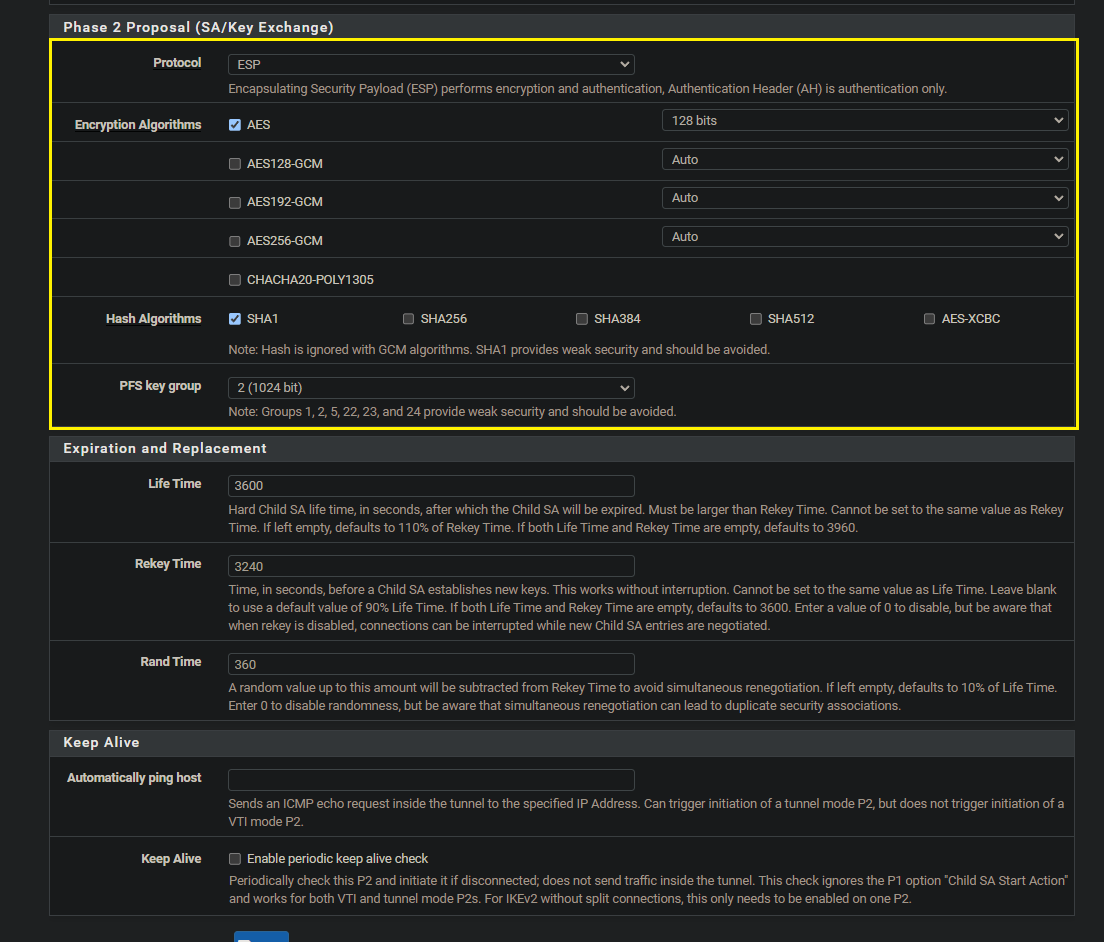 Phase 2 Proposal (SA/Key Exchange)
Protocol
ESP
Encapsulating Security Payload (ESP) performs encryption and authentication, Authentication Header (AH) is authentication only.
Encryption Algorithms
AES
128 bits
AES128-GCM
Auto
AES192-GCM
Auto
AES256-GCM
Auto
CHACHA20-POLY1305
Hash Algorithms
SHA1
SHA256
SHA384
SHA512
AES-XCBC
Note: Hash is ignored with GCM algorithms. SHA1 provides weak security and should be avoided.
PFS key group
2 (1024 bit)
Note: Groups 1, 2, 5, 22, 23, and 24 provide weak security and should be avoided.
Expiration and Replacement
Life Time
3600
Hard Child SA life time, in seconds, after which the Child SA will be expired. Must be larger than Rekey Time. Cannot be set to the same value as Rekey
Time. If left empty, defaults to 110% of Rekey Time. If both Life Time and Rekey Time are empty, defaults to 3960.
Rekey Time
3240
Time, in seconds, before a Child SA establishes new keys. This works without interruption. Cannot be set to the same value as Life Time. Leave blank
to use a default value of 90% Life Time. If both Life Time and Rekey Time are empty, defaults to 3600. Enter a value of 0 to disable, but be aware that
when rekey is disabled, connections can be interrupted while new Child SA entries are negotiated.
Rand Time
360
A random value up to this amount will be subtracted from Rekey Time to avoid simultaneous renegotiation. If left empty, defaults to 10% of Life Time.
Enter 0 to disable randomness, but be aware that simultaneous renegotiation can lead to duplicate security associations.
Keep Alive
Automatically ping host
Sends an ICMP echo request inside the tunnel to the specified IP Address. Can trigger initiation of a tunnel mode P2, but does not trigger initiation of a
VTI mode P2.
Keep Alive
Enable periodic keep alive check
Periodically check this P2 and initiate it if disconnected; does not send traffic inside the tunnel. This check ignores the P1 option "Child SA Start Action"
and works for both VTI and tunnel mode P2s. For IKEv2 without split connections, this only needs to be enabled on one P2.